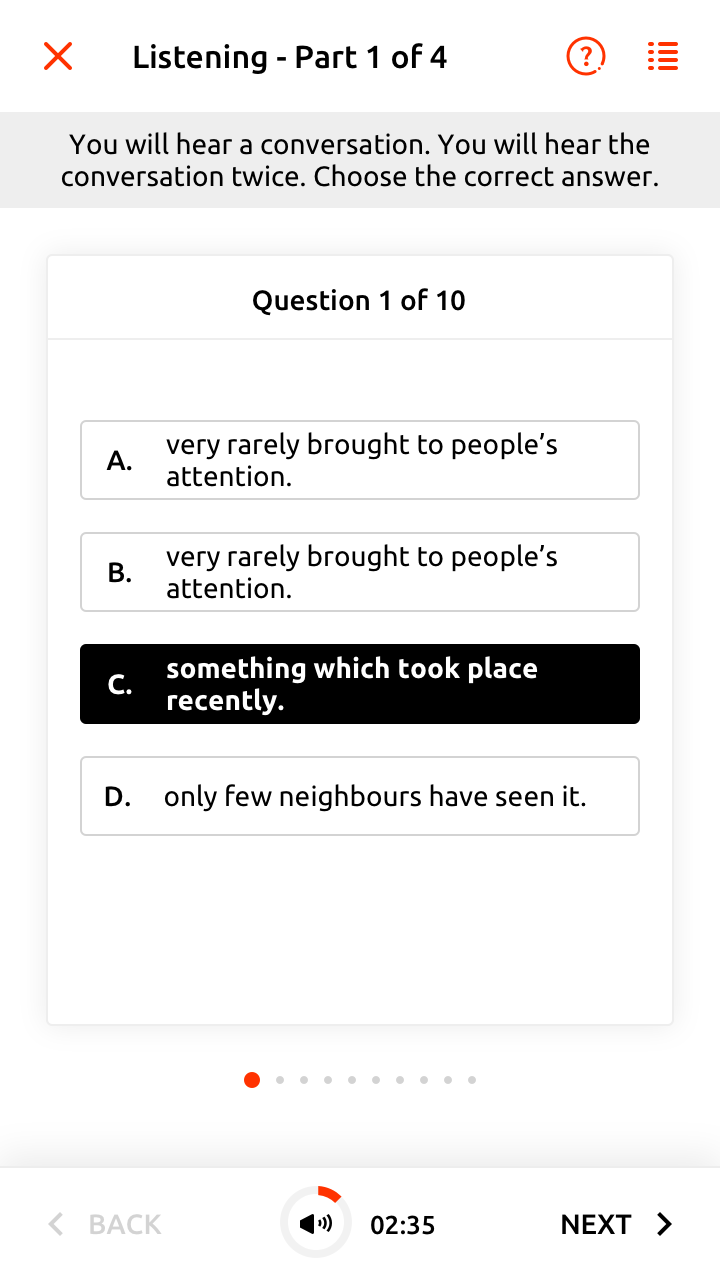 Listening - Part 1 of 4
?
You will hear a conversation. You will hear the
conversation twice. Choose the correct answer.
Question 1 of 10
A. very rarely brought to people’s
attention.
B. very rarely brought to people’s
attention.
C. something which took place
recently.
D. only few neighbours have seen it.
BACK 02:35 NEXT